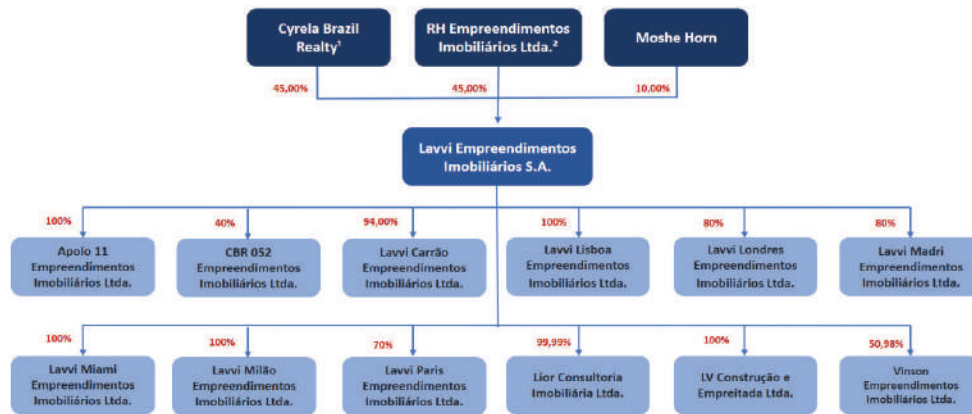 Cyrela Brazil
Realty¹
RH Empreendimentos
Imobiliários Ltda.²
Moshe Horn
45,00%
45,00%
10,00%
Lavvi Empreendimentos
Imobiliários S.A.
100%
40%
94,00%
100%
80%
80%
Apolo 11
Empreendimentos
Imobiliários Ltda.
CBR 052
Empreendimentos
Imobiliários Ltda.
Lavvi Carrão
Empreendimentos
Imobiliários Ltda.
Lavvi Lisboa
Empreendimentos
Imobiliários Ltda.
Lavvi Londres
Empreendimentos
Imobiliários Ltda.
Lavvi Madri
Empreendimentos
Imobiliários Ltda.
100%
100%
70%
99,99%
100%
50,98%
Lavvi Miami
Empreendimentos
Imobiliários Ltda.
Lavvi Milão
Empreendimentos
Imobiliários Ltda.
Lavvi Paris
Empreendimentos
Imobiliários Ltda.
Lior Consultoria
Imobiliária Ltda.
LV Construção e
Empreitada Ltda.
Vinson
Empreendimentos
Imobiliários Ltda.